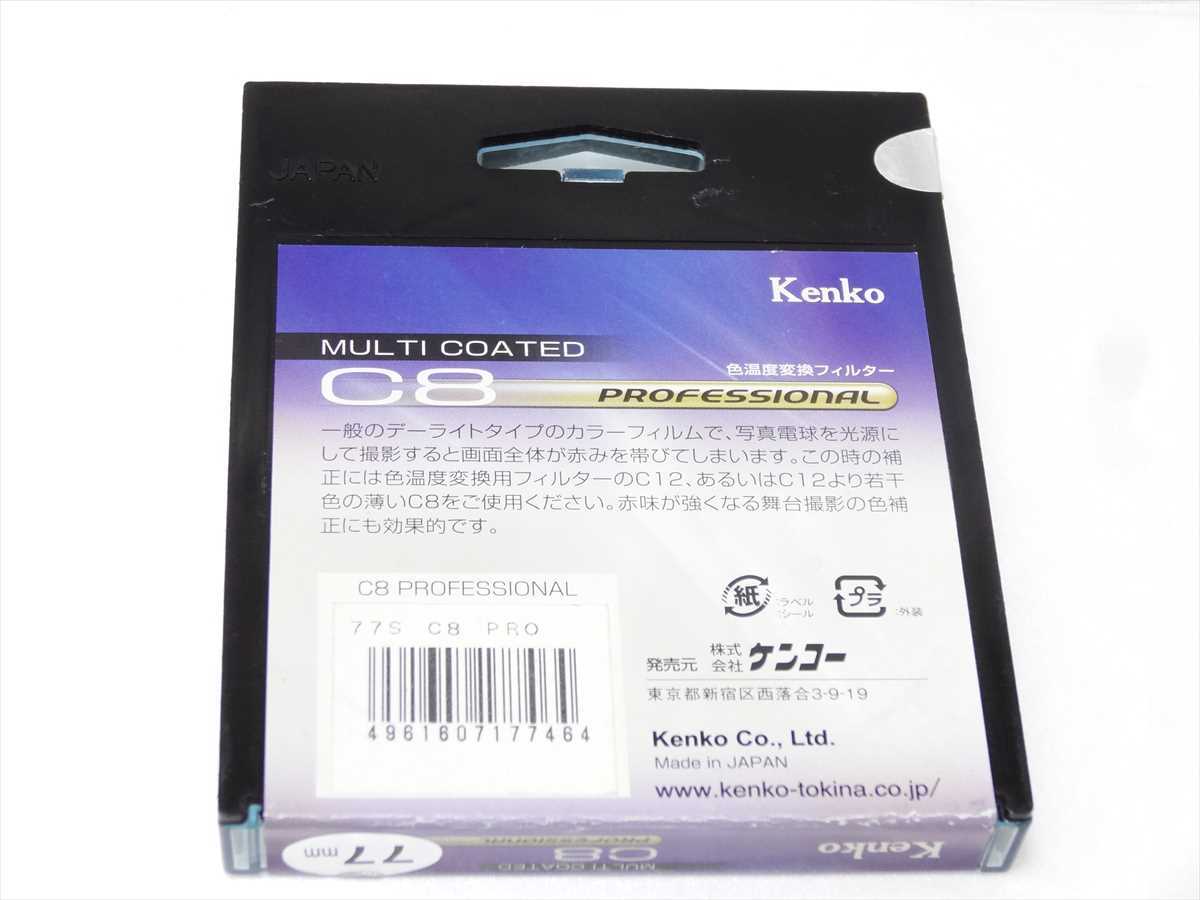 JAPAN
Kenko
MULTI COATED
C8
色温度変換フィルター
PROFESSIONAL
一般のデーライトタイプのカラーフィルムで、写真電球を光源に
して撮影すると画面全体が赤みを帯びてしまいます。この時の補
正には色温度変換用フィルターのC12、あるいはC12より若干
色の薄いC8をご使用ください。赤味が強くなる舞台撮影の色補
正にも効果的です。
C8 PROFESSIONAL
77S C8 PRO
4961607177464
紙
:ラベル
:シール
プラ
:外装
発売元 株式会社 ケンコー
東京都新宿区西落合3-9-19
Kenko Co., Ltd.
Made in JAPAN
www.kenko-tokina.co.jp/
Kenko
PROFESSIONAL
C8
MULTI COATED
77mm